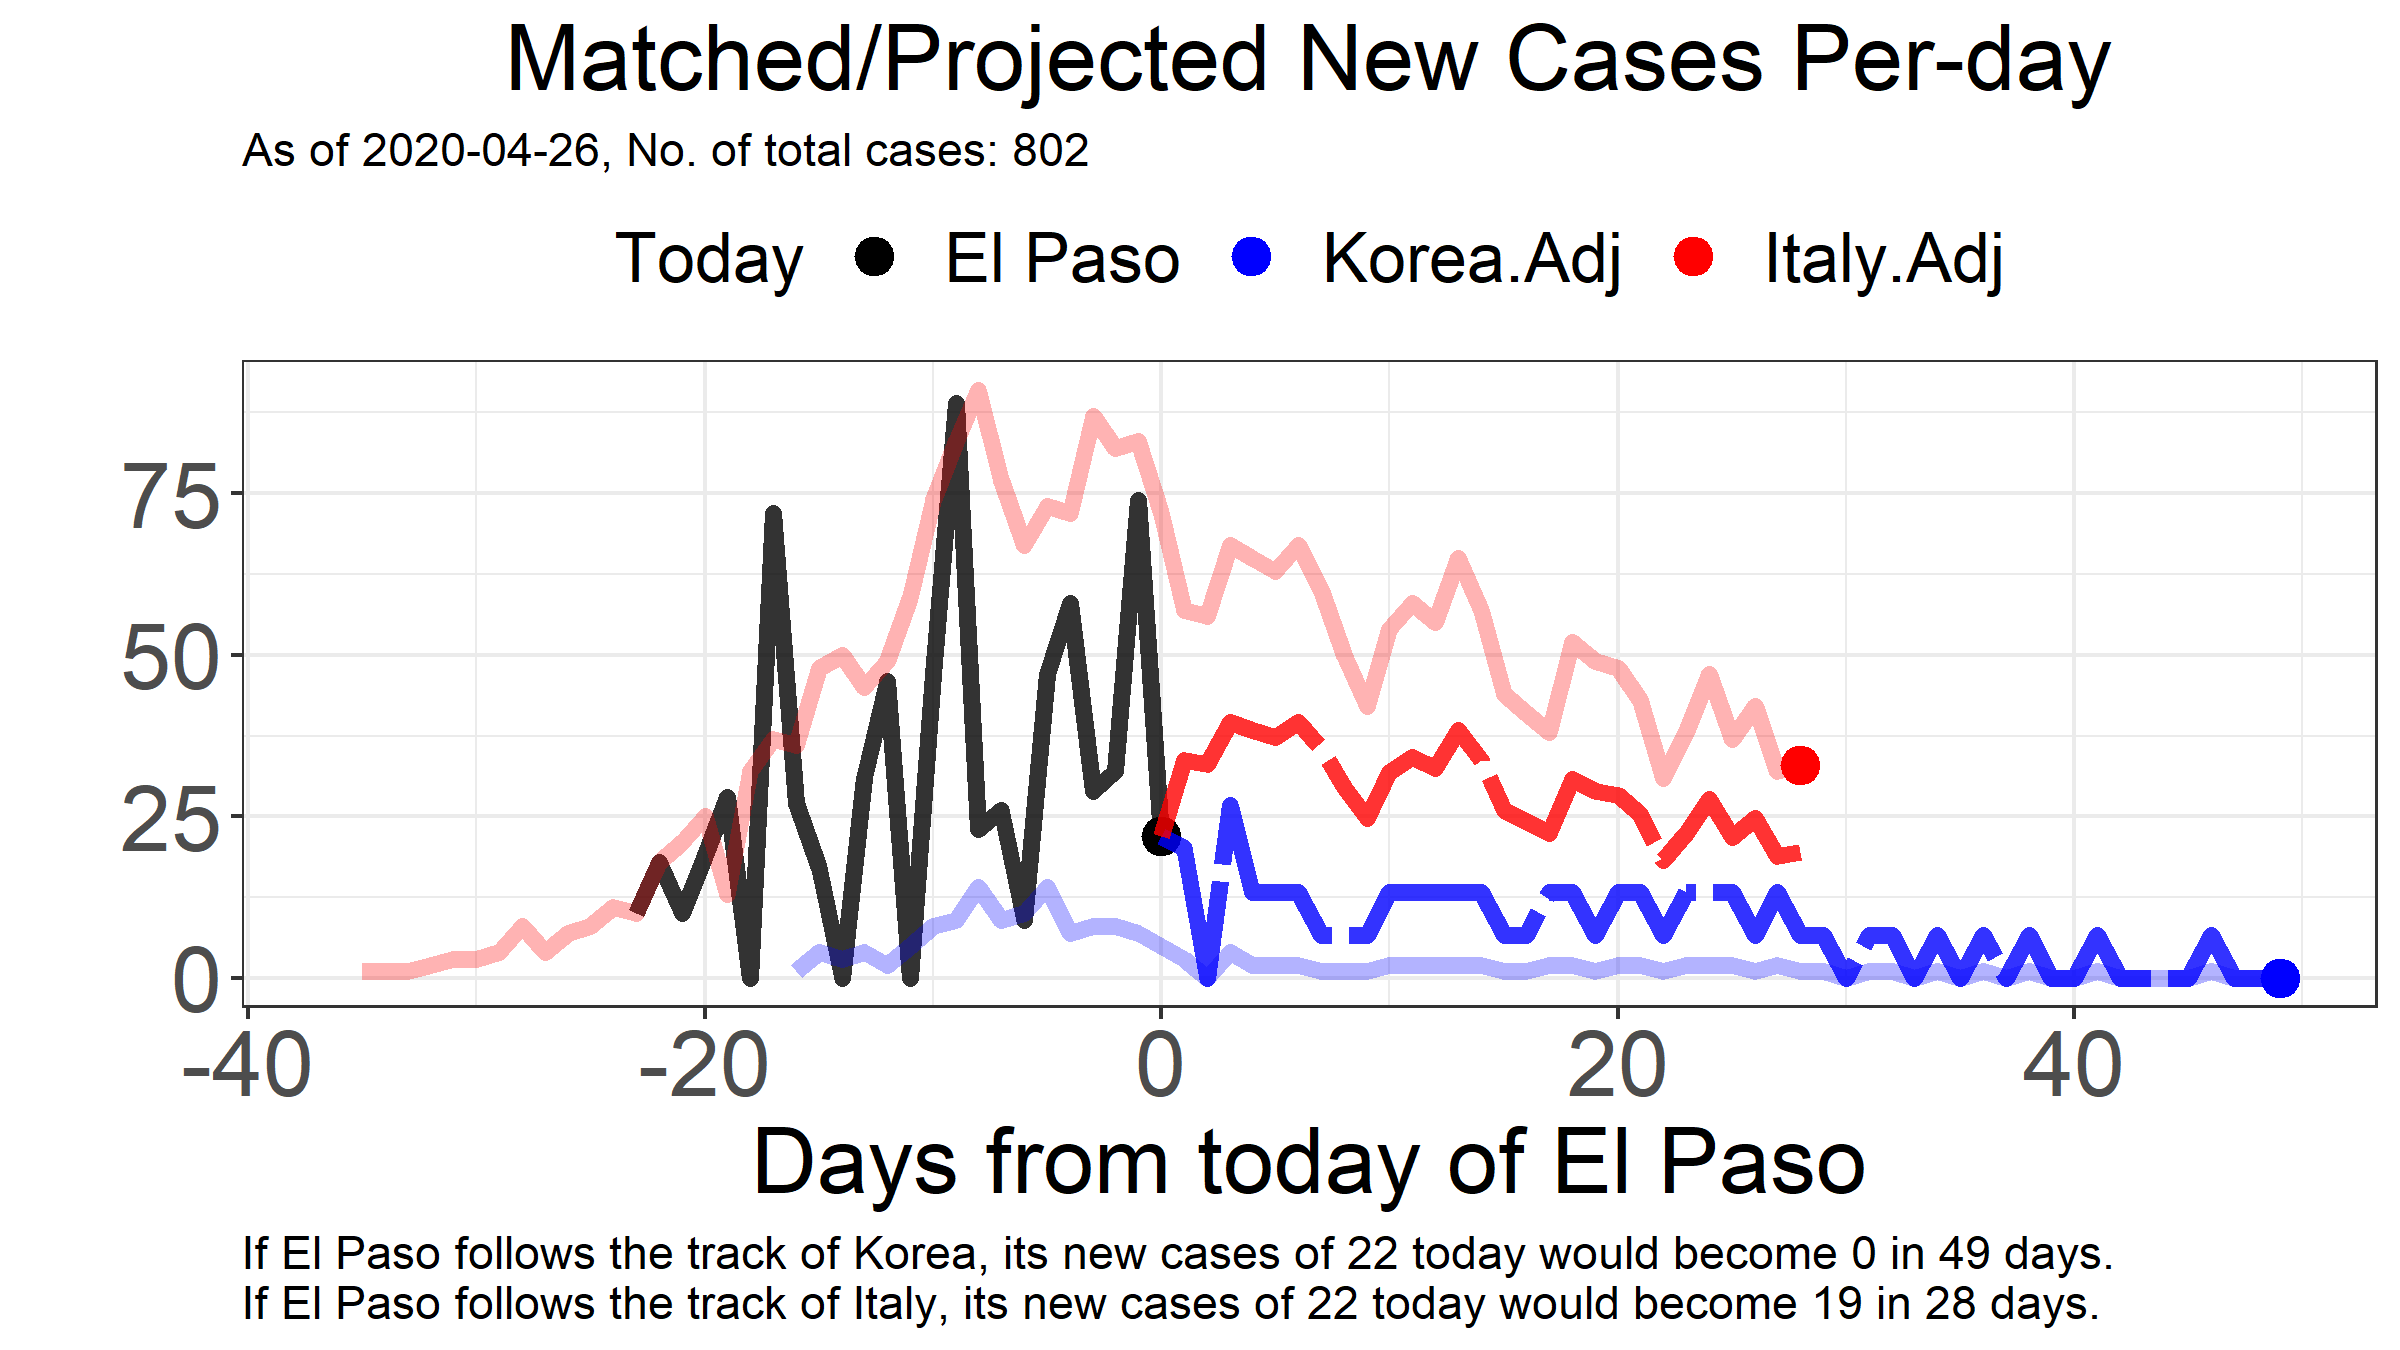 Matched/Projected New Cases Per-day
As of 2020-04-26, No. of total cases: 802
Today El Paso Korea.Adj Italy.Adj
75
50
25
0
-40 -20 0 20 40
Days from today of El Paso
If El Paso follows the track of Korea, its new cases of 22 today would become 0 in 49 days.
If El Paso follows the track of Italy, its new cases of 22 today would become 19 in 28 days.